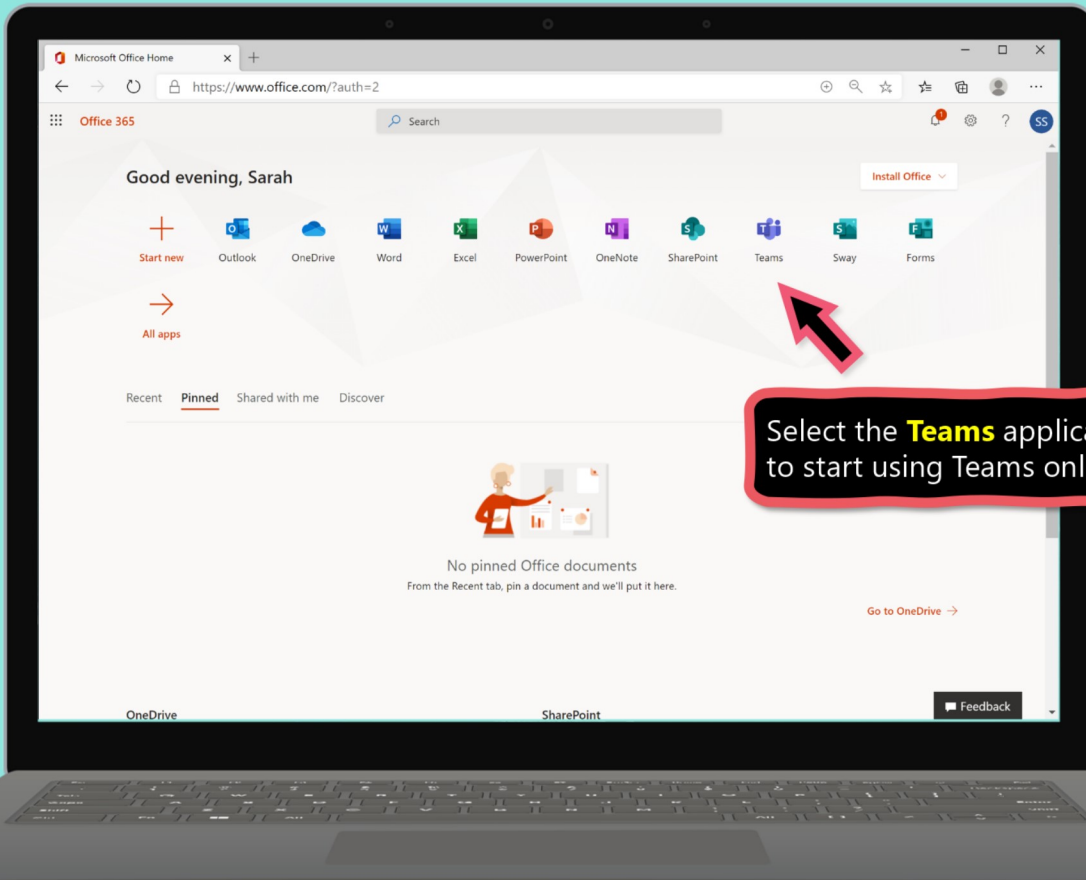 Microsoft Office Home
https://www.office.com/?auth=2
Office 365
Search
1
?
SS
Good evening, Sarah
Install Office
Start new
Outlook
OneDrive
Word
Excel
PowerPoint
OneNote
SharePoint
Teams
Sway
Forms
All apps
Recent Pinned Shared with me Discover
Select the Teams applica
to start using Teams onl
No pinned Office documents
From the Recent tab, pin a document and we'll put it here.
Go to OneDrive
Feedback
OneDrive
SharePoint